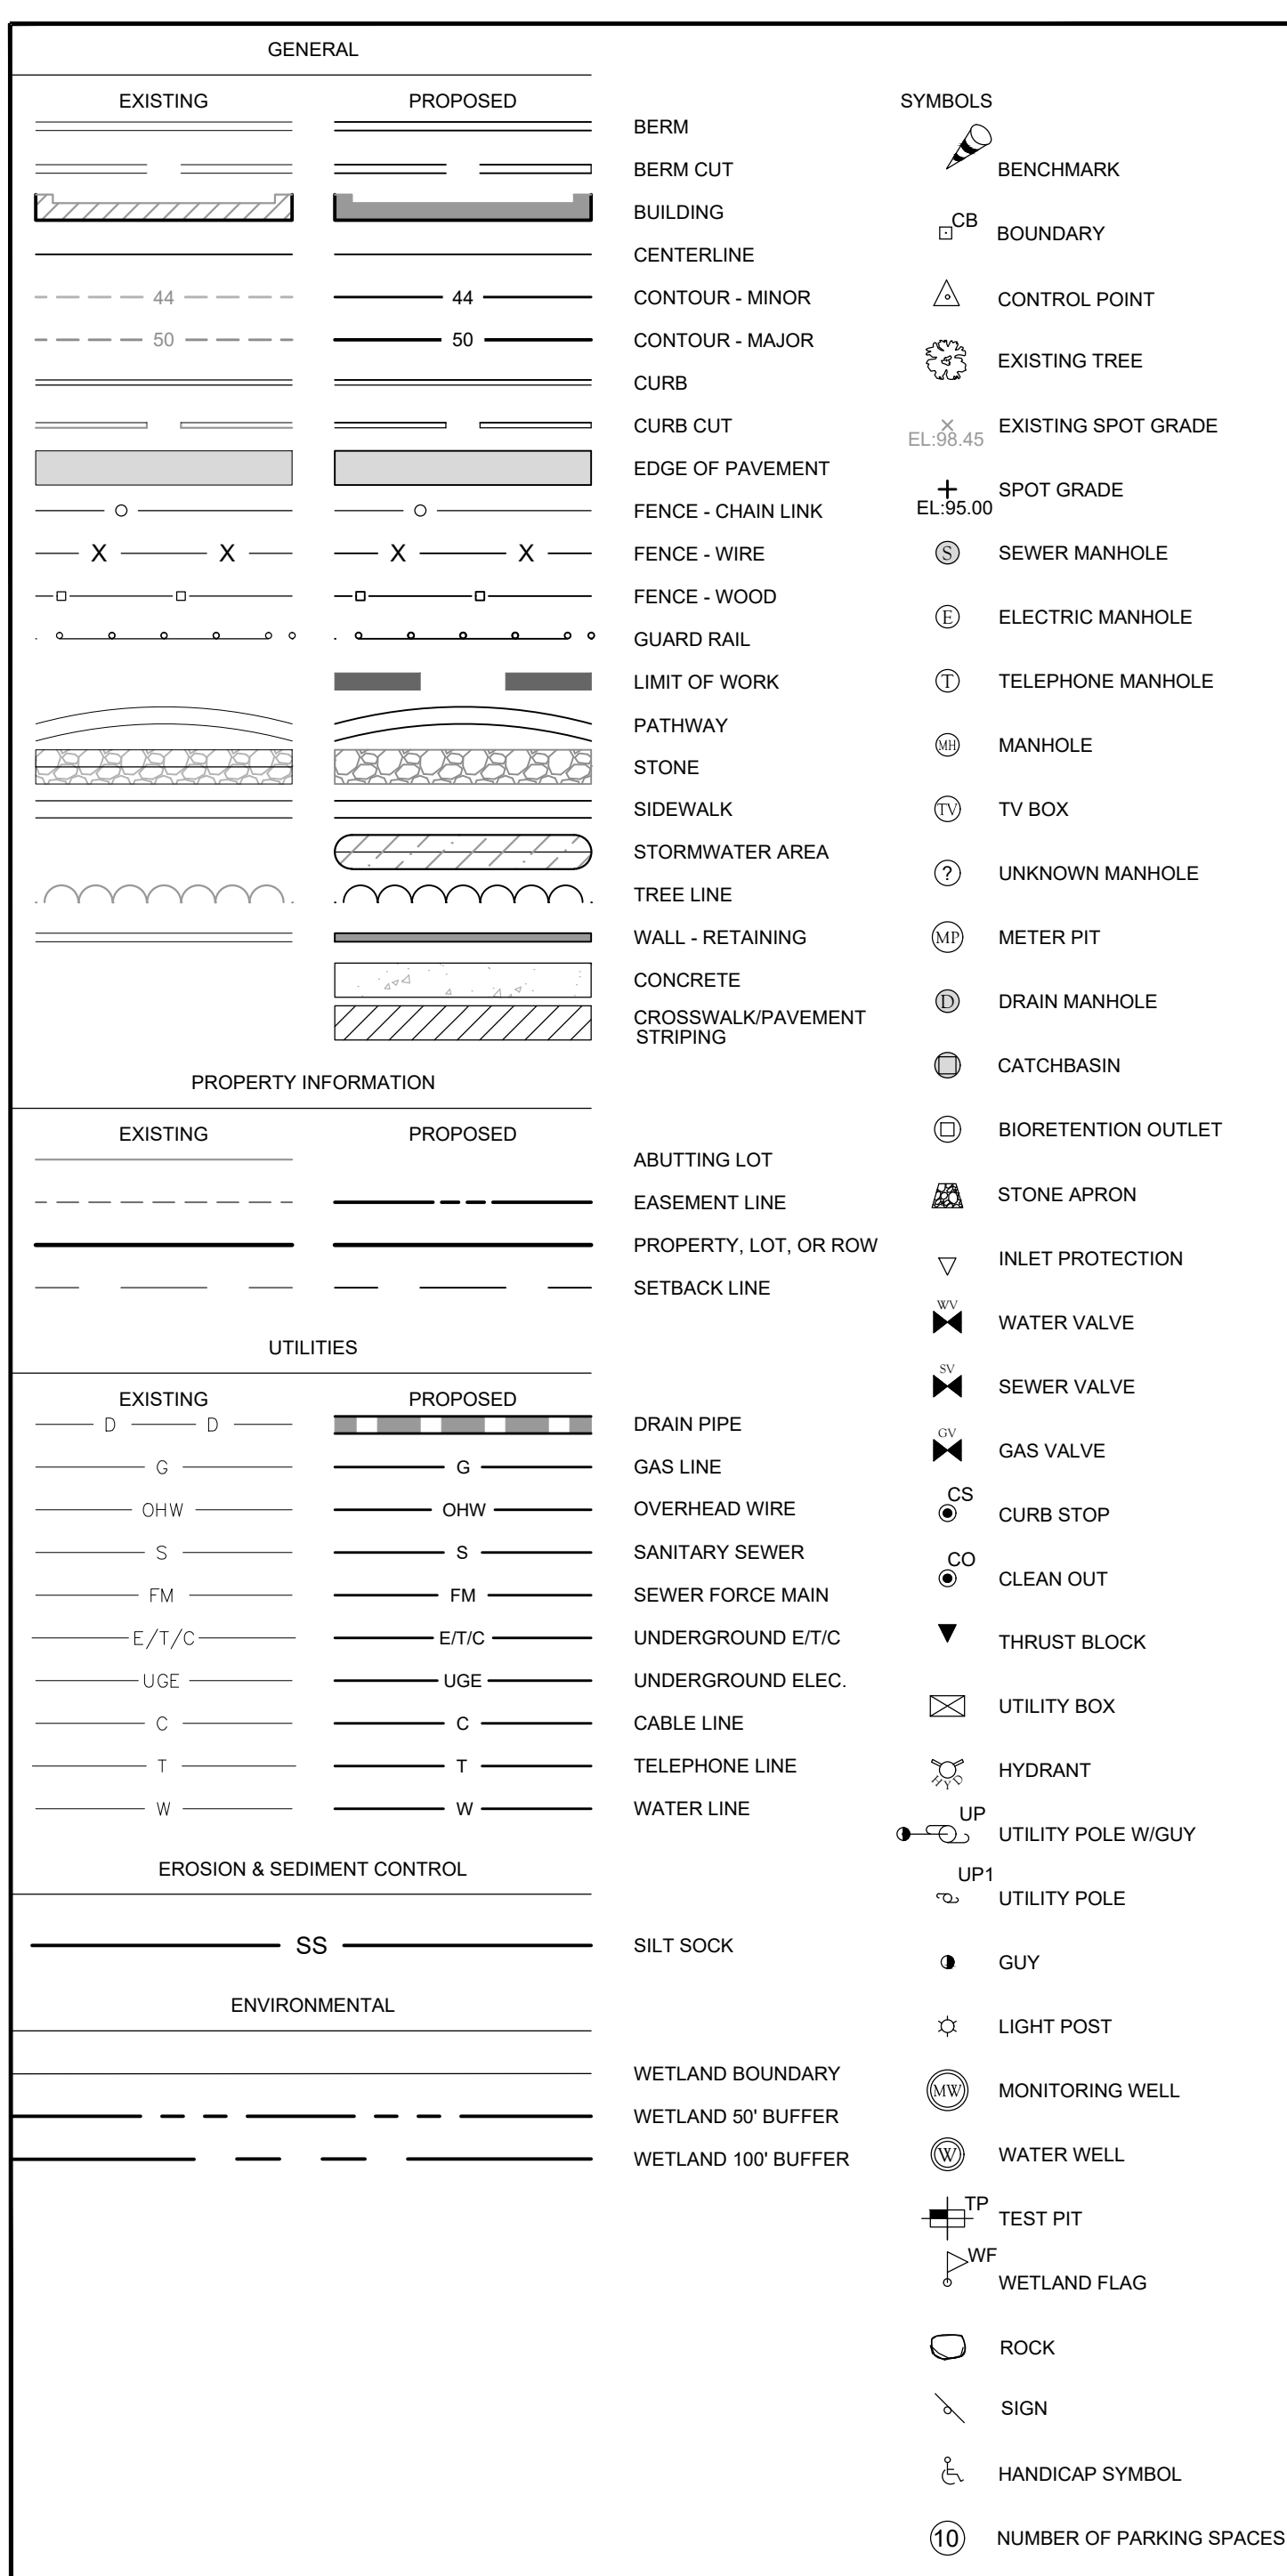 GENERAL
EXISTING PROPOSED
BERM
BERM CUT
BUILDING
CENTERLINE
44 44 CONTOUR - MINOR
50 50 CONTOUR - MAJOR
CURB
CURB CUT
EDGE OF PAVEMENT
FENCE - CHAIN LINK
X X X X FENCE - WIRE
FENCE - WOOD
GUARD RAIL
LIMIT OF WORK
PATHWAY
STONE
SIDEWALK
STORMWATER AREA
TREE LINE
WALL - RETAINING
CONCRETE
CROSSWALK/PAVEMENT
STRIPING
PROPERTY INFORMATION
EXISTING PROPOSED
ABUTTING LOT
EASEMENT LINE
PROPERTY, LOT, OR ROW
SETBACK LINE
UTILITIES
EXISTING PROPOSED
D D DRAIN PIPE
G G GAS LINE
OHW OHW OVERHEAD WIRE
S S SANITARY SEWER
FM FM SEWER FORCE MAIN
E/T/C E/T/C UNDERGROUND E/T/C
UGE UGE UNDERGROUND ELEC.
C C CABLE LINE
T T TELEPHONE LINE
W W WATER LINE
EROSION & SEDIMENT CONTROL
SS SILT SOCK
ENVIRONMENTAL
WETLAND BOUNDARY
WETLAND 50' BUFFER
WETLAND 100' BUFFER
SYMBOLS
BENCHMARK
CB BOUNDARY
CONTROL POINT
EXISTING TREE
EXISTING SPOT GRADE
EL:98.45
SPOT GRADE
EL:95.00
S SEWER MANHOLE
E ELECTRIC MANHOLE
T TELEPHONE MANHOLE
MH MANHOLE
TV TV BOX
? UNKNOWN MANHOLE
MP METER PIT
D DRAIN MANHOLE
CATCHBASIN
BIORETENTION OUTLET
STONE APRON
INLET PROTECTION
WV
WATER VALVE
SV
SEWER VALVE
GV
GAS VALVE
CS
CURB STOP
CO
CLEAN OUT
THRUST BLOCK
UTILITY BOX
HYD HYDRANT
UP
UTILITY POLE W/GUY
UP1
UTILITY POLE
GUY
LIGHT POST
MW MONITORING WELL
W WATER WELL
TP
TEST PIT
WF
WETLAND FLAG
ROCK
SIGN
HANDICAP SYMBOL
10 NUMBER OF PARKING SPACES